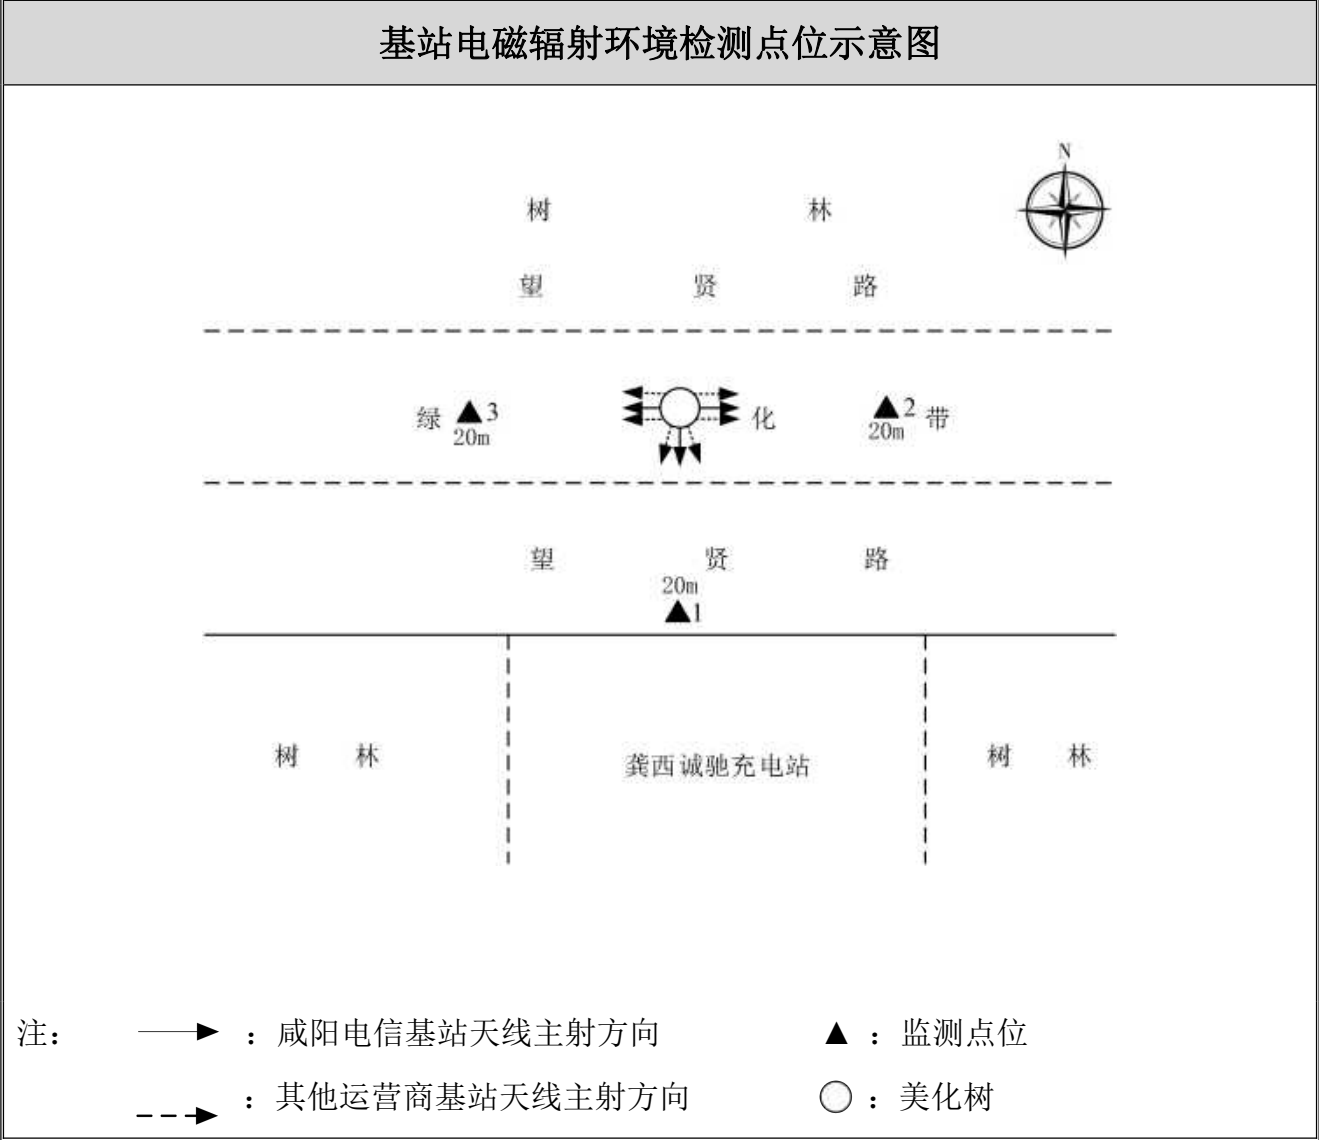 基站电磁辐射环境检测点位示意图
N
树 林
望 贤 路
绿 ▲3 化 ▲2 带
20m 20m
望 贤 路
20m
▲1
树 林 龚西诚驰充电站 树 林
注： ：咸阳电信基站天线主射方向 ▲：监测点位
：其他运营商基站天线主射方向 ：美化树